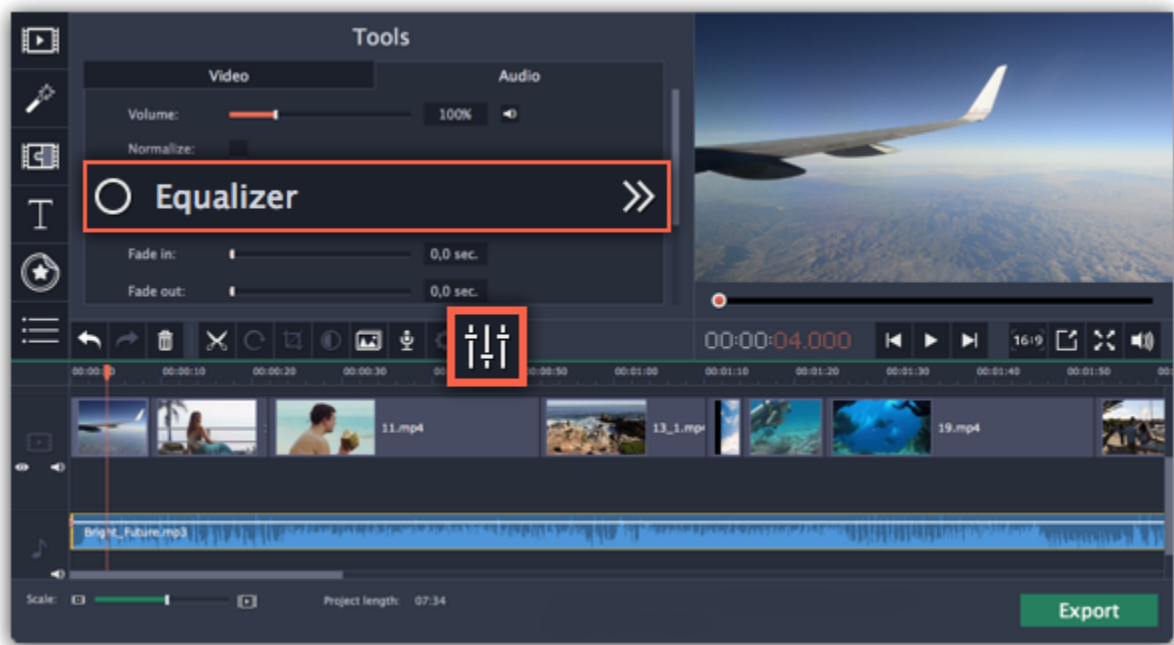 Tools
Video
Audio
Volume:
100%
Normalize:
Equalizer
Fade in:
0,0 sec.
Fade out:
0,0 sec.
T
00:00:04.000
16:9
00:00:10
00:00:20
00:00:30
00:00:50
00:01:00
00:01:10
00:01:20
00:01:30
00:01:40
00:01:50
11.mp4
13_1.mp
19.mp4
Bright_Future.mp3
Scale:
Project length: 07:34
Export